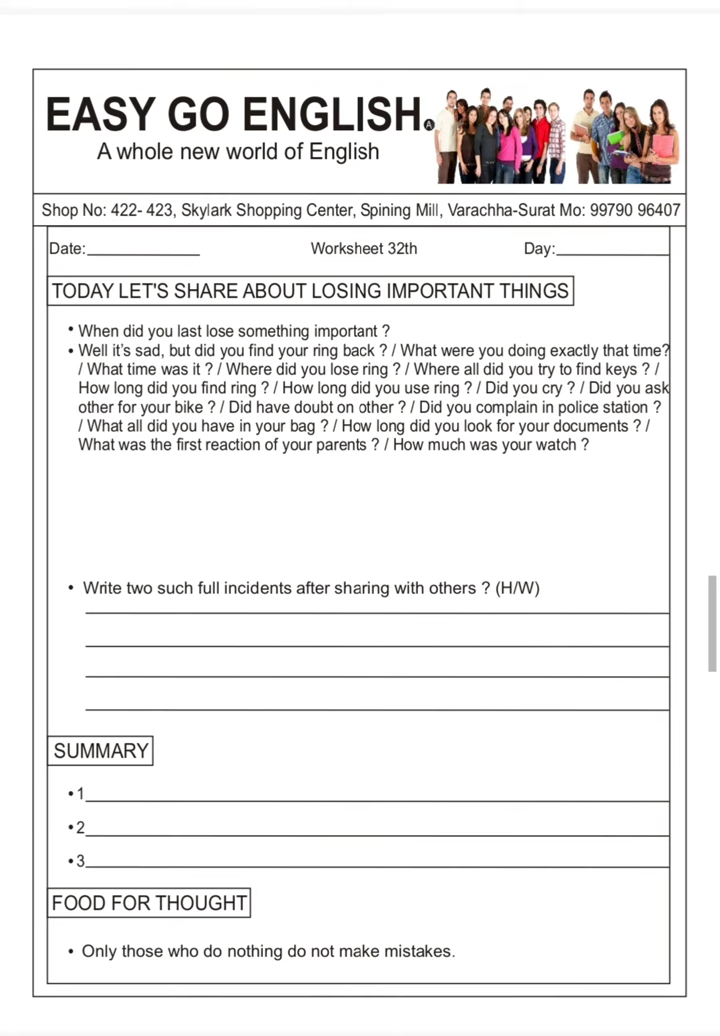 EASY GO ENGLISH
A whole new world of English
Shop No: 422- 423, Skylark Shopping Center, Spining Mill, Varachha-Surat Mo: 99790 96407
Date:____________ Worksheet 32th Day:____________
TODAY LET'S SHARE ABOUT LOSING IMPORTANT THINGS
• When did you last lose something important ?
• Well it's sad, but did you find your ring back ? / What were you doing exactly that time?
/ What time was it ? / Where did you lose ring ? / Where all did you try to find keys ? /
How long did you find ring ? / How long did you use ring ? / Did you cry ? / Did you ask
other for your bike ? / Did have doubt on other ? / Did you complain in police station ?
/ What all did you have in your bag ? / How long did you look for your documents ? /
What was the first reaction of your parents ? / How much was your watch ?
• Write two such full incidents after sharing with others ? (H/W)
SUMMARY
• 1
• 2
• 3
FOOD FOR THOUGHT
• Only those who do nothing do not make mistakes.